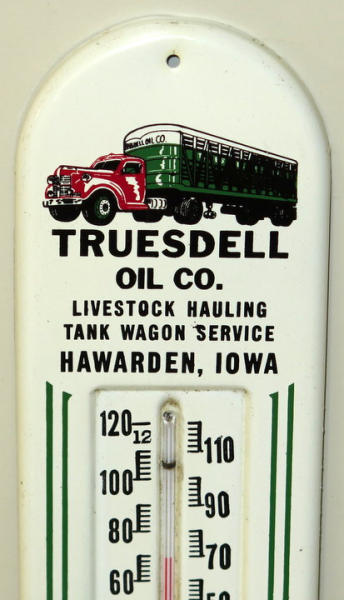 TRUESDELL OIL CO.
TRUESDELL
OIL CO.
LIVESTOCK HAULING
TANK WAGON SERVICE
HAWARDEN, IOWA
120
12
110
100
90
80
70
60